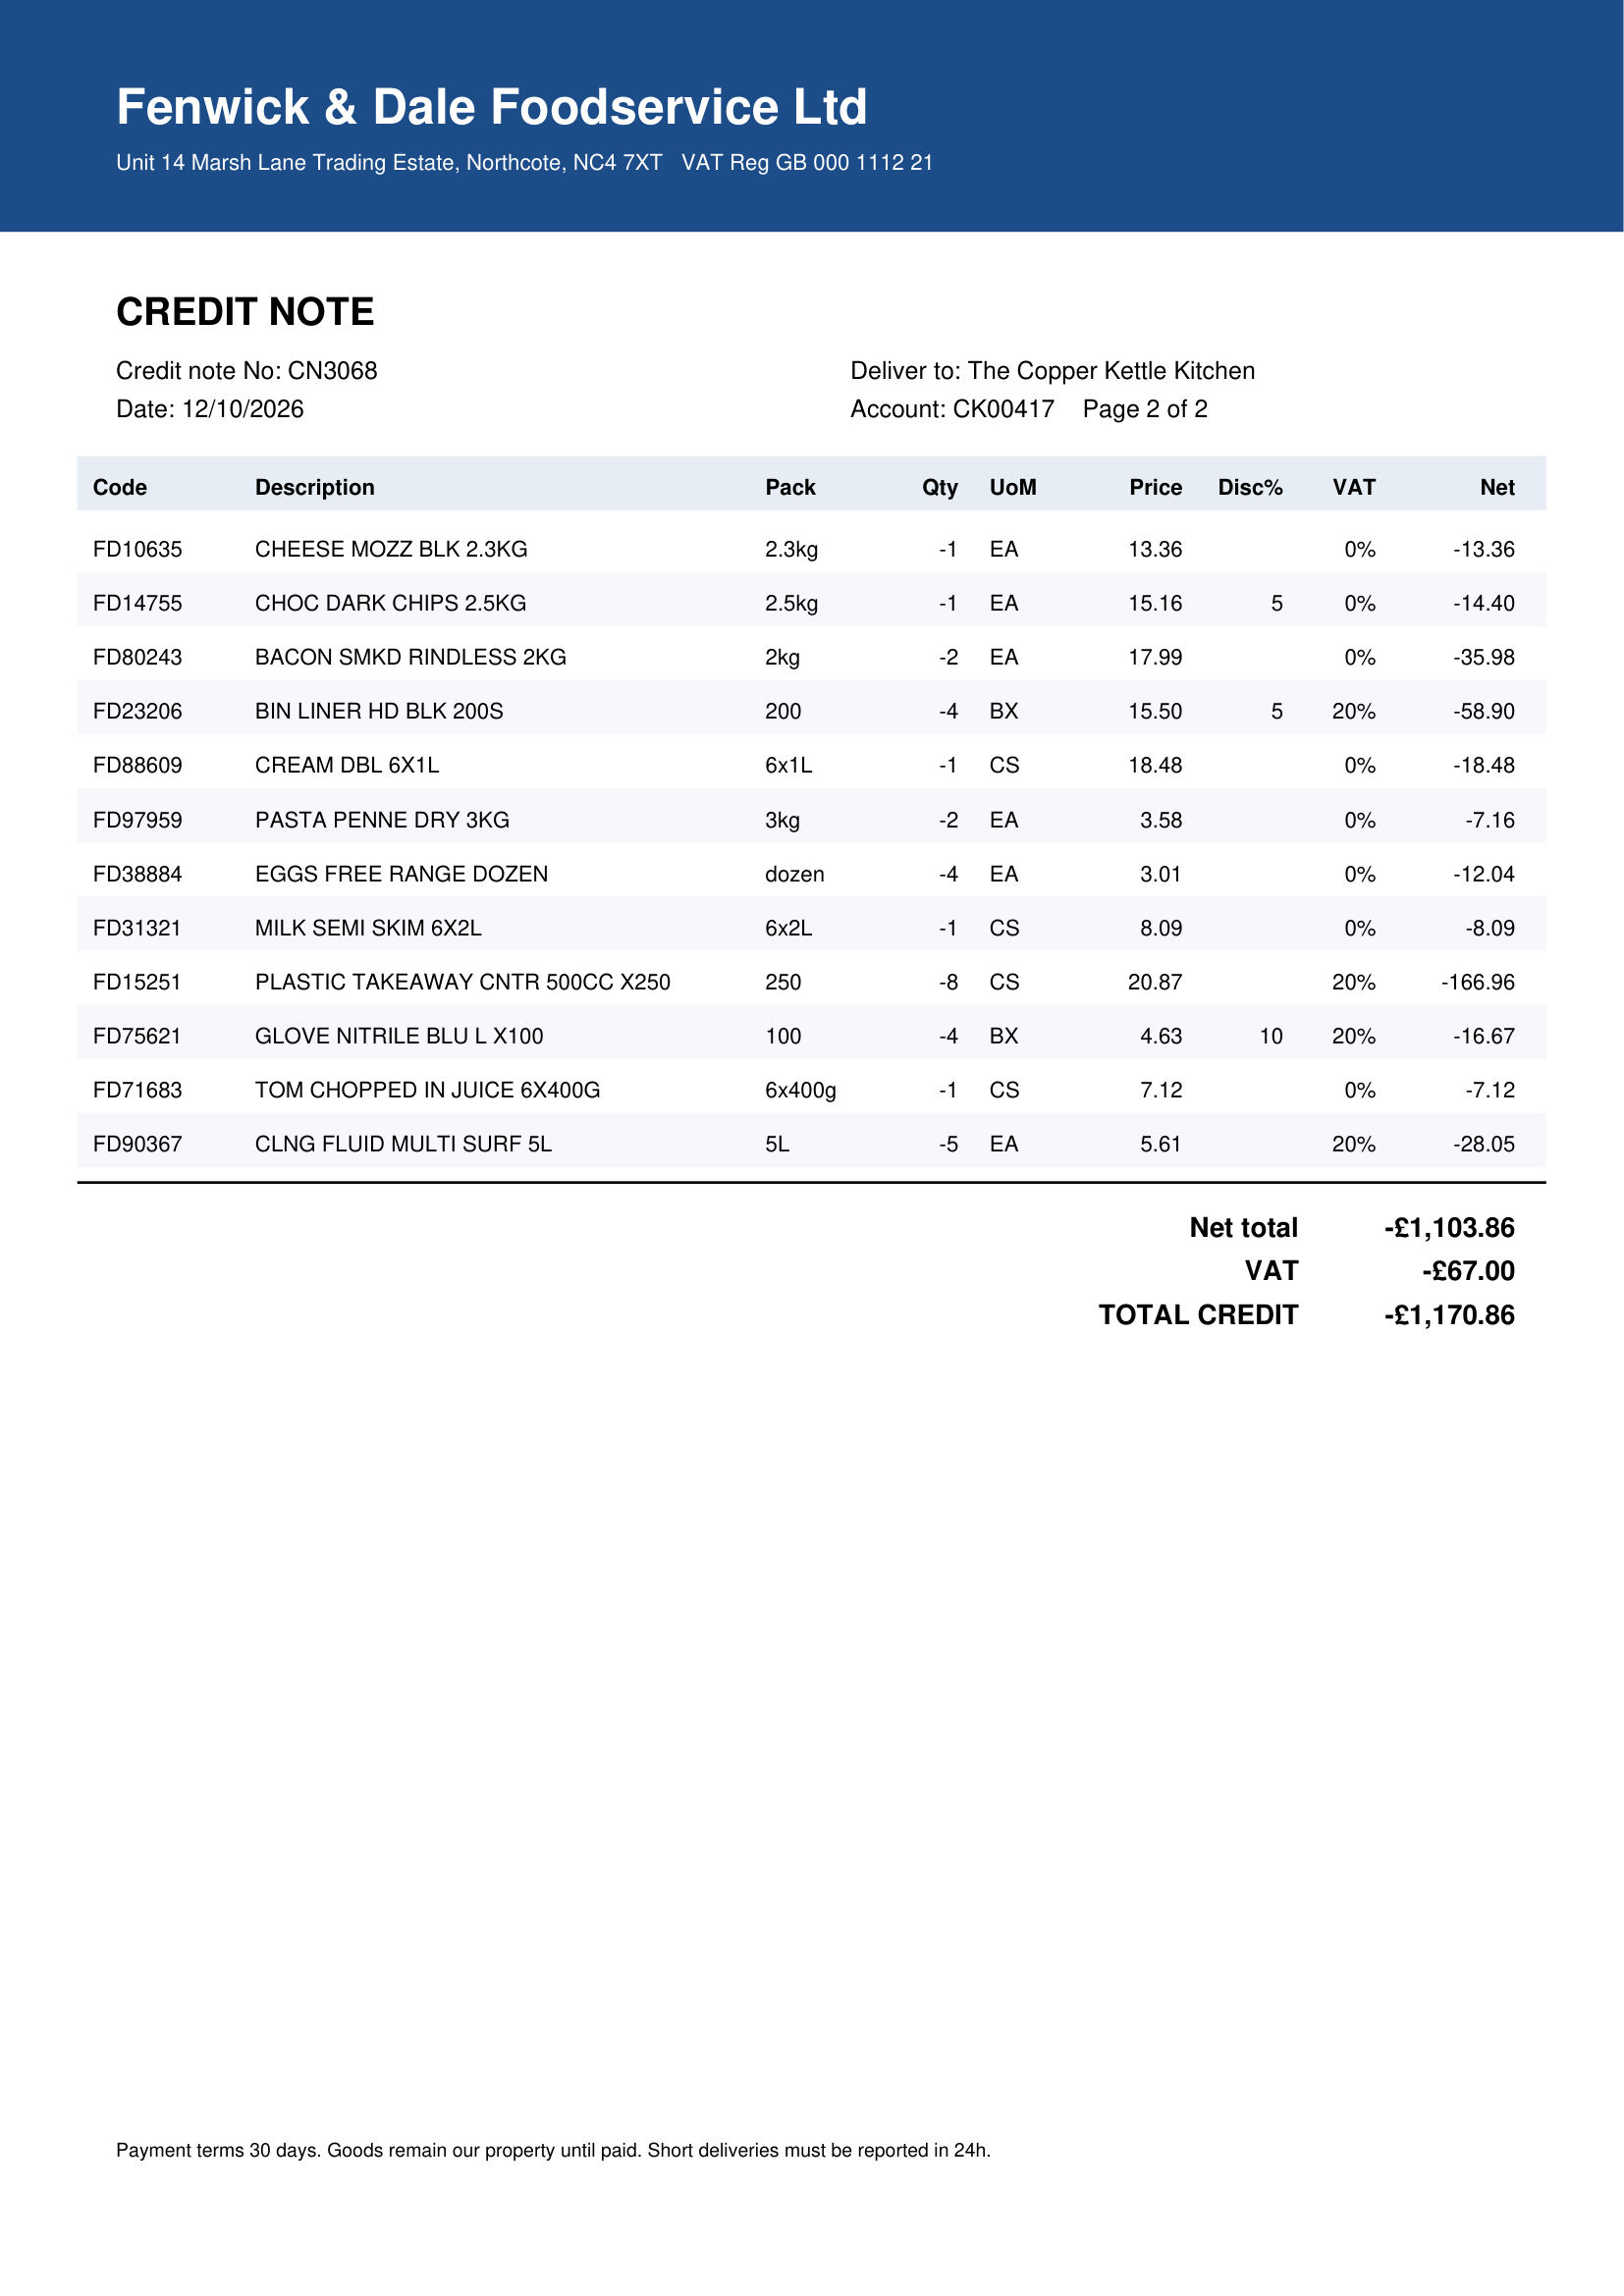 Fenwick & Dale Foodservice Ltd
Unit 14 Marsh Lane Trading Estate, Northcote, NC4 7XT VAT Reg GB 000 1112 21
CREDIT NOTE
Credit note No: CN3068 Deliver to: The Copper Kettle Kitchen
Date: 12/10/2026 Account: CK00417 Page 2 of 2
Code Description Pack Qty UoM Price Disc% VAT Net
FD10635 CHEESE MOZZ BLK 2.3KG 2.3kg -1 EA 13.36 0% -13.36
FD14755 CHOC DARK CHIPS 2.5KG 2.5kg -1 EA 15.16 5 0% -14.40
FD80243 BACON SMKD RINDLESS 2KG 2kg -2 EA 17.99 0% -35.98
FD23206 BIN LINER HD BLK 200S 200 -4 BX 15.50 5 20% -58.90
FD88609 CREAM DBL 6X1L 6x1L -1 CS 18.48 0% -18.48
FD97959 PASTA PENNE DRY 3KG 3kg -2 EA 3.58 0% -7.16
FD38884 EGGS FREE RANGE DOZEN dozen -4 EA 3.01 0% -12.04
FD31321 MILK SEMI SKIM 6X2L 6x2L -1 CS 8.09 0% -8.09
FD15251 PLASTIC TAKEAWAY CNTR 500CC X250 250 -8 CS 20.87 20% -166.96
FD75621 GLOVE NITRILE BLU L X100 100 -4 BX 4.63 10 20% -16.67
FD71683 TOM CHOPPED IN JUICE 6X400G 6x400g -1 CS 7.12 0% -7.12
FD90367 CLNG FLUID MULTI SURF 5L 5L -5 EA 5.61 20% -28.05
Net total -£1,103.86
VAT -£67.00
TOTAL CREDIT -£1,170.86
Payment terms 30 days. Goods remain our property until paid. Short deliveries must be reported in 24h.